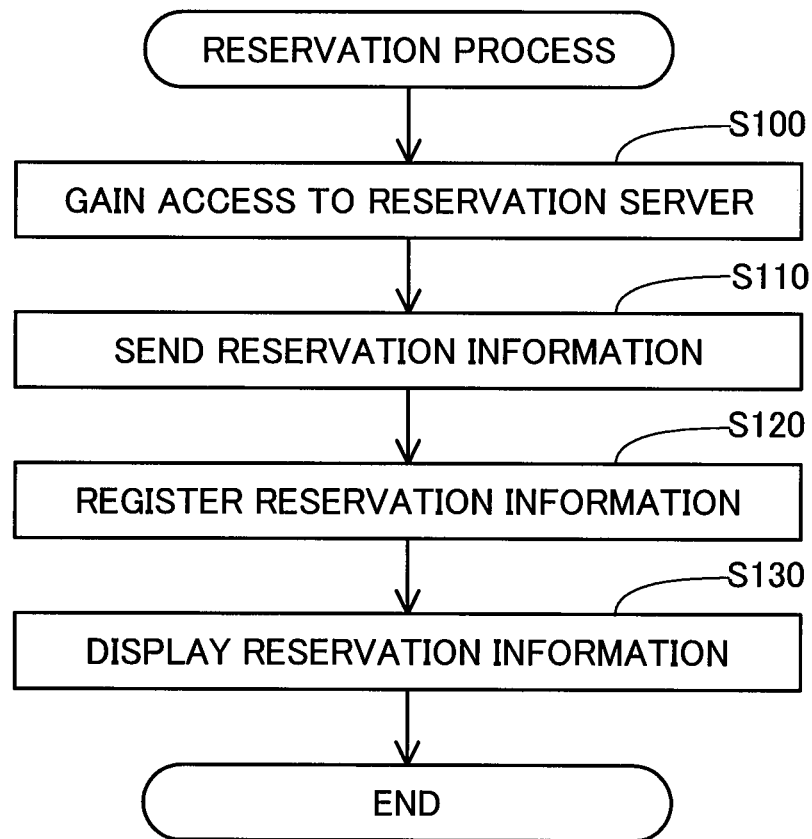 RESERVATION PROCESS
S100
GAIN ACCESS TO RESERVATION SERVER
S110
SEND RESERVATION INFORMATION
S120
REGISTER RESERVATION INFORMATION
S130
DISPLAY RESERVATION INFORMATION
END